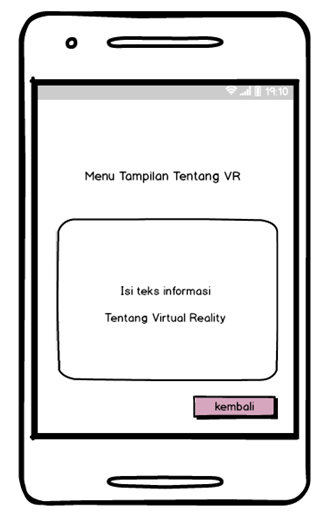 19:10
Menu Tampilan Tentang VR
Isi teks informasi
Tentang Virtual Reality
kembali